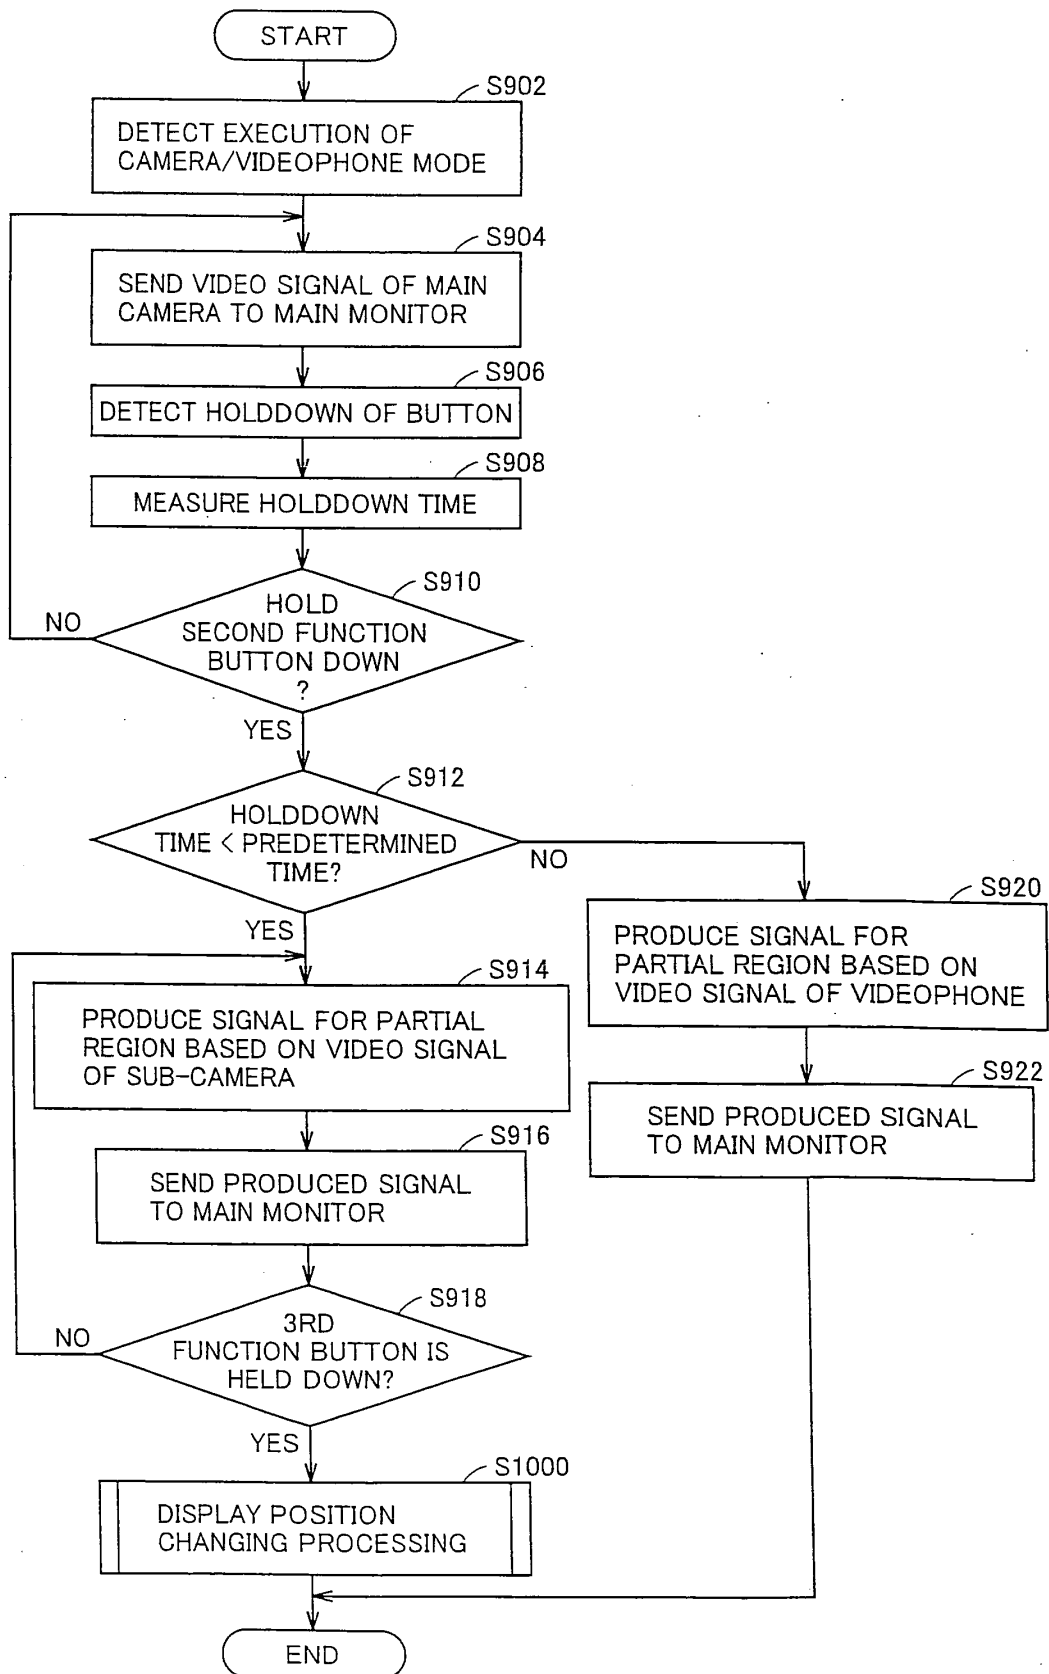 START
S902
DETECT EXECUTION OF
CAMERA/VIDEOPHONE MODE
S904
SEND VIDEO SIGNAL OF MAIN
CAMERA TO MAIN MONITOR
S906
DETECT HOLDDOWN OF BUTTON
S908
MEASURE HOLDDOWN TIME
S910
HOLD
SECOND FUNCTION
BUTTON DOWN
?
NO
YES
S912
HOLDDOWN
TIME < PREDETERMINED
TIME?
NO
YES
S914
PRODUCE SIGNAL FOR PARTIAL
REGION BASED ON VIDEO SIGNAL
OF SUB-CAMERA
S916
SEND PRODUCED SIGNAL
TO MAIN MONITOR
S918
3RD
FUNCTION BUTTON IS
HELD DOWN?
NO
YES
S1000
DISPLAY POSITION
CHANGING PROCESSING
S920
PRODUCE SIGNAL FOR
PARTIAL REGION BASED ON
VIDEO SIGNAL OF VIDEOPHONE
S922
SEND PRODUCED SIGNAL
TO MAIN MONITOR
END